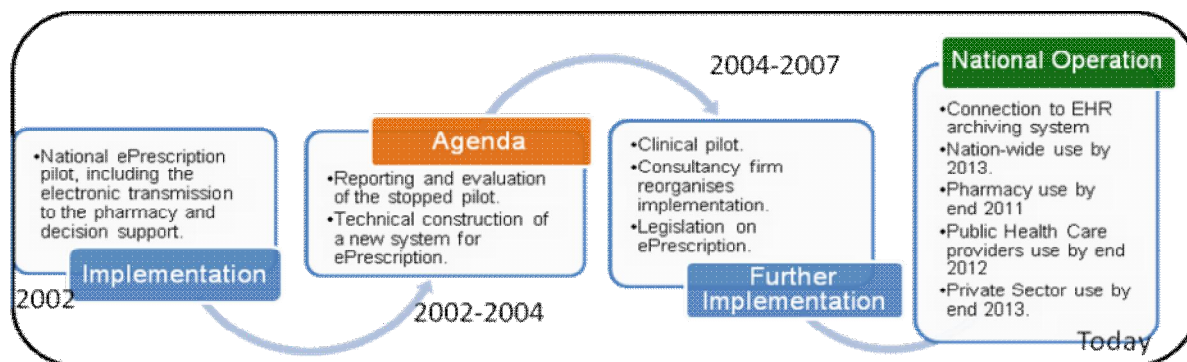 •National ePrescription
pilot, including the
electronic transmission
to the pharmacy and
decision support.
Implementation
2002
Agenda
•Reporting and evaluation
of the stopped pilot.
•Technical construction of
a new system for
ePrescription.
2002-2004
2004-2007
•Clinical pilot.
•Consultancy firm
reorganises
implementation.
•Legislation on
ePrescription.
Further
Implementation
National Operation
•Connection to EHR
archiving system
•Nation-wide use by
2013.
•Pharmacy use by
end 2011
•Public Health Care
providers use by end
2012
•Private Sector use by
end 2013.
Today